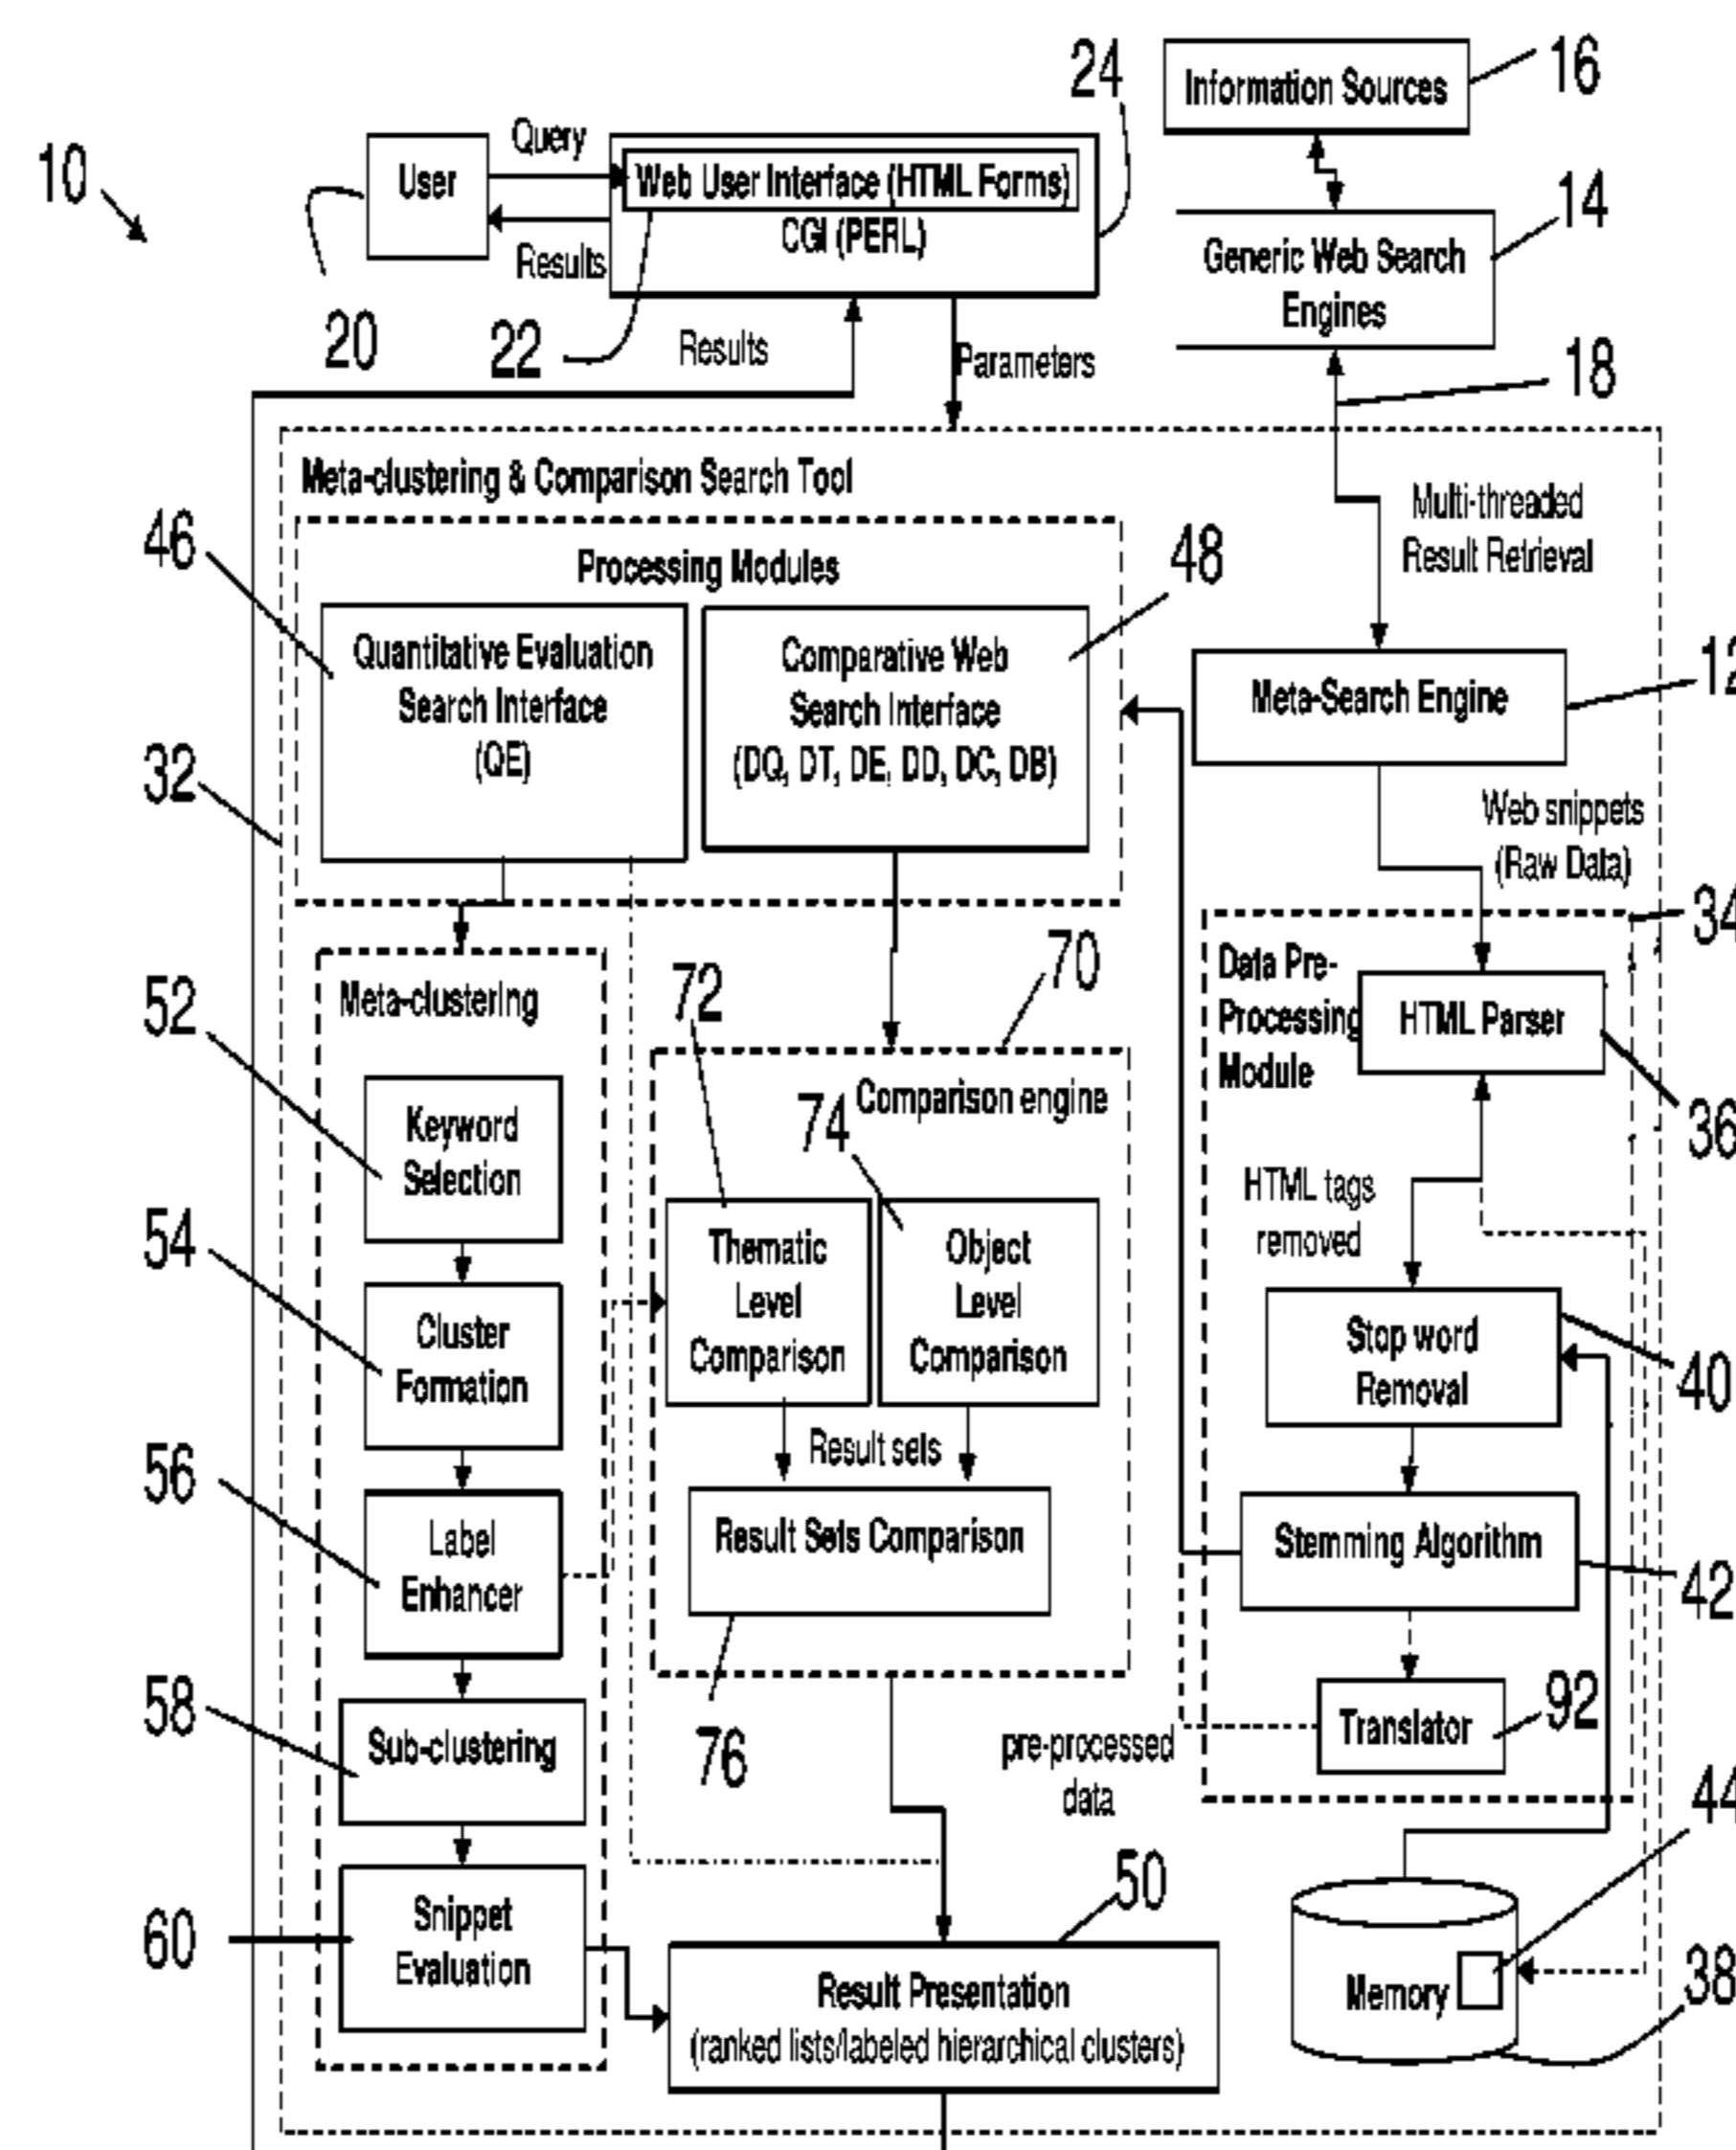 10
User
Query
Results
20
Web User Interface (HTML Forms)
CGI (PERL)
22
24
Information Sources
16
Generic Web Search
Engines
14
18
Results
Parameters
Meta-clustering & Comparison Search Tool
Multi-threaded
Result Retrieval
46
Processing Modules
48
Quantitative Evaluation
Search Interface
(QE)
Comparative Web
Search Interface
(DQ, DT, DE, DD, DC, DB)
Meta-Search Engine
12
32
Web snippets
(Raw Data)
34
Data Pre-
Processing
Module
HTML Parser
36
52
Meta-clustering
72
70
Comparison engine
74
Keyword
Selection
HTML tags
removed
54
Thematic
Level
Comparison
Object
Level
Comparison
Cluster
Formation
Stop word
Removal
40
56
Result sets
Label
Enhancer
Result Sets Comparison
Stemming Algorithm
42
58
Sub-clustering
76
pre-processed
data
Translator
92
44
60
Snippet
Evaluation
50
Result Presentation
(ranked lists/labeled hierarchical clusters)
Memory
38